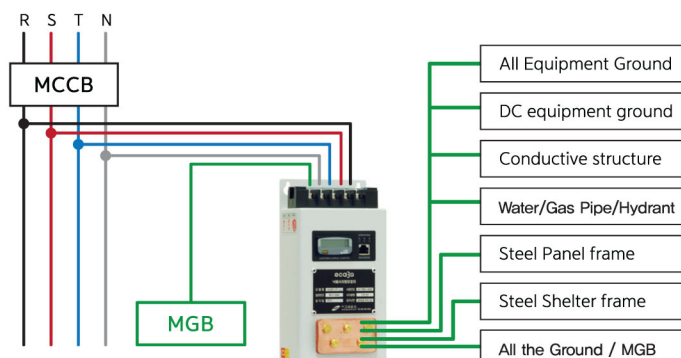 R S T N
MCCB
MGB
ecans
All Equipment Ground
DC equipment ground
Conductive structure
Water/Gas Pipe/Hydrant
Steel Panel frame
Steel Shelter frame
All the Ground / MGB